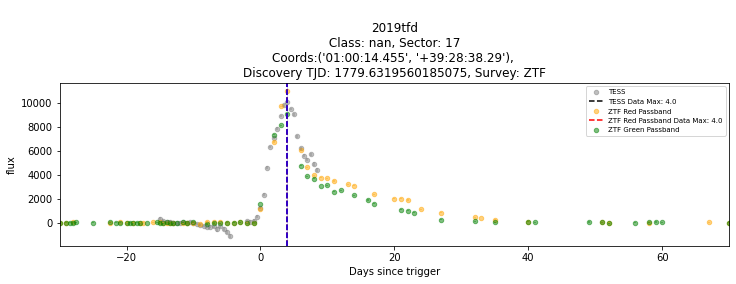 2019tfd
Class: nan, Sector: 17
Coords:('01:00:14.455', '+39:28:38.29'),
Discovery TJD: 1779.6319560185075, Survey: ZTF
TESS
TESS Data Max: 4.0
ZTF Red Passband
ZTF Red Passband Data Max: 4.0
ZTF Green Passband
flux
10000
8000
6000
4000
2000
0
−20 0 20 40 60
Days since trigger